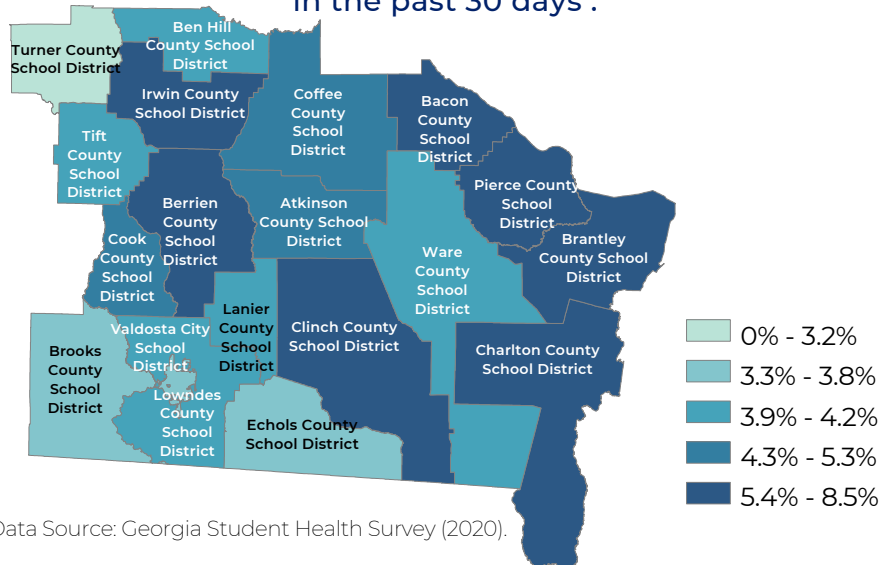 in the past 30 days .
Ben Hill
County School
District
Turner County
School District
Irwin County
School District
Coffee
County
School
District
Bacon
County
School
District
Tift
County
School
District
Pierce County
School
District
Berrien
County
School
District
Atkinson
County School
District
Brantley
County School
District
Cook
County
School
District
Ware
County
School
District
Lanier
County
School
District
Valdosta City
School
District
Clinch County
School District
Charlton County
School District
Brooks
County
School
District
Lowndes
County
School
District
Echols County
School District
0% - 3.2%
3.3% - 3.8%
3.9% - 4.2%
4.3% - 5.3%
5.4% - 8.5%
Data Source: Georgia Student Health Survey (2020).